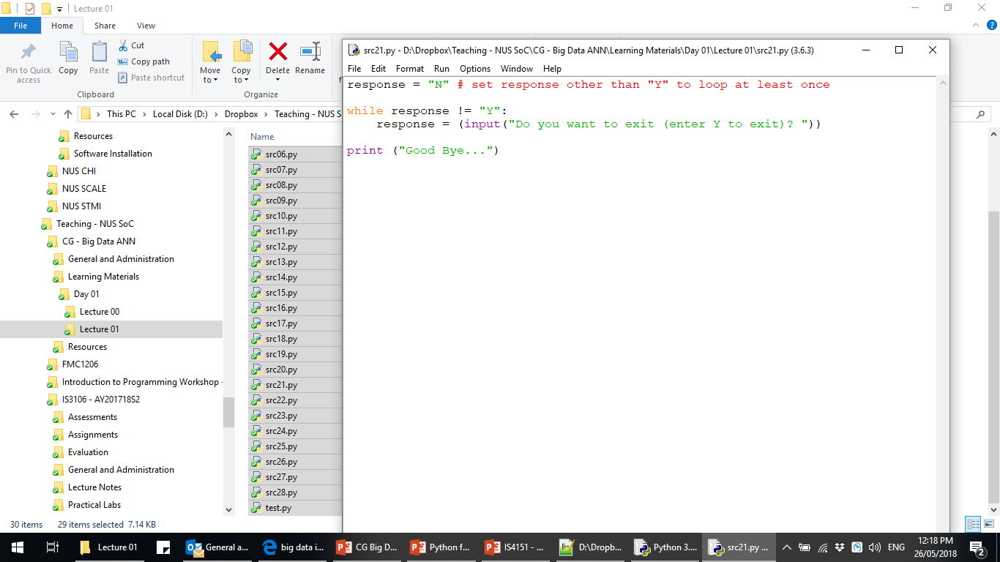 Lecture 01
File Home Share View
Pin to Quick access
Copy
Paste
Cut
Copy path
Paste shortcut
Clipboard
Move to
Copy to
Delete
Rename
Organize
This PC Local Disk (D:) Dropbox Teaching - NUS S
Resources
Software Installation
NUS CHI
NUS SCALE
NUS STMI
Teaching - NUS SoC
CG - Big Data ANN
General and Administration
Learning Materials
Day 01
Lecture 00
Lecture 01
Resources
FMC1206
Introduction to Programming Workshop -
IS3106 - AY201718S2
Assessments
Assignments
Evaluation
General and Administration
Lecture Notes
Practical Labs
Name
src06.py
src07.py
src08.py
src09.py
src10.py
src11.py
src12.py
src13.py
src14.py
src15.py
src16.py
src17.py
src18.py
src19.py
src20.py
src21.py
src22.py
src23.py
src24.py
src25.py
src26.py
src27.py
src28.py
test.py
30 items 29 items selected 7.14 KB
src21.py - D:\Dropbox\Teaching - NUS SoC\CG - Big Data ANN\Learning Materials\Day 01\Lecture 01\src21.py (3.6.3)
File Edit Format Run Options Window Help
response = "N" # set response other than "Y" to loop at least once
while response != "Y":
    response = (input("Do you want to exit (enter Y to exit)? "))
print ("Good Bye...")
Lecture 01 General a... big data i... CG Big D... Python f... IS4151 - ... D:\Dropb... Python 3.... src21.py ... ENG
12:18 PM
26/05/2018
2